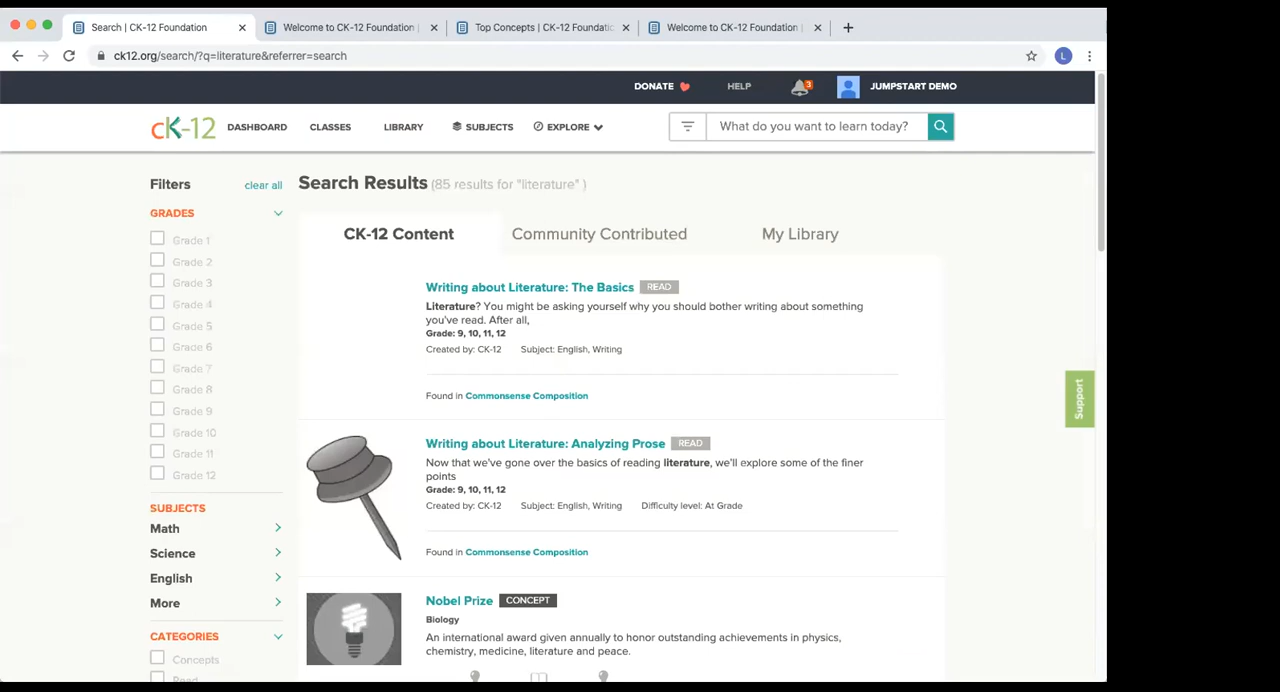 Search | CK-12 Foundation
Welcome to CK-12 Foundation |
Top Concepts | CK-12 Foundatic
Welcome to CK-12 Foundation |
ck12.org/search/?q=literature&referrer=search
L
DONATE
HELP
3
JUMPSTART DEMO
cK-12
DASHBOARD
CLASSES
LIBRARY
SUBJECTS
EXPLORE
What do you want to learn today?
Filters
clear all
GRADES
Grade 1
Grade 2
Grade 3
Grade 4
Grade 5
Grade 6
Grade 7
Grade 8
Grade 9
Grade 10
Grade 11
Grade 12
SUBJECTS
Math
Science
English
More
CATEGORIES
Concepts
Read
Search Results (85 results for "literature" )
CK-12 Content
Community Contributed
My Library
Writing about Literature: The Basics READ
Literature? You might be asking yourself why you should bother writing about something
you've read. After all,
Grade: 9, 10, 11, 12
Created by: CK-12 Subject: English, Writing
Found in Commonsense Composition
Writing about Literature: Analyzing Prose READ
Now that we've gone over the basics of reading literature, we'll explore some of the finer
points
Grade: 9, 10, 11, 12
Created by: CK-12 Subject: English, Writing Difficulty level: At Grade
Found in Commonsense Composition
Nobel Prize CONCEPT
Biology
An international award given annually to honor outstanding achievements in physics,
chemistry, medicine, literature and peace.
Support